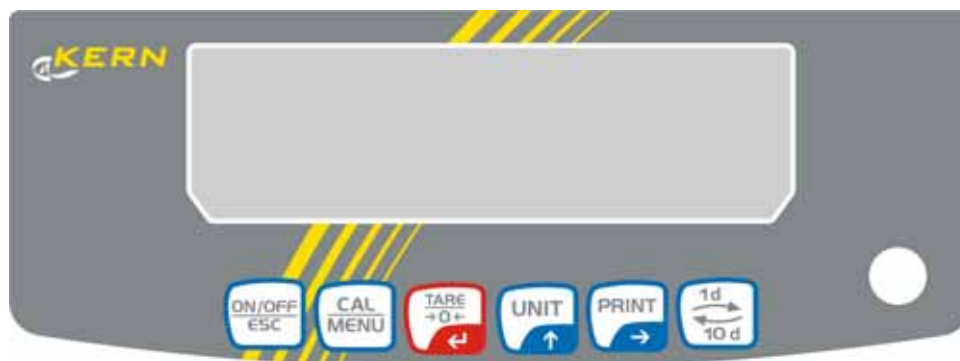 KERN
ON/OFF
ESC
CAL
MENU
TARE
→0←
UNIT
PRINT
1d
10 d